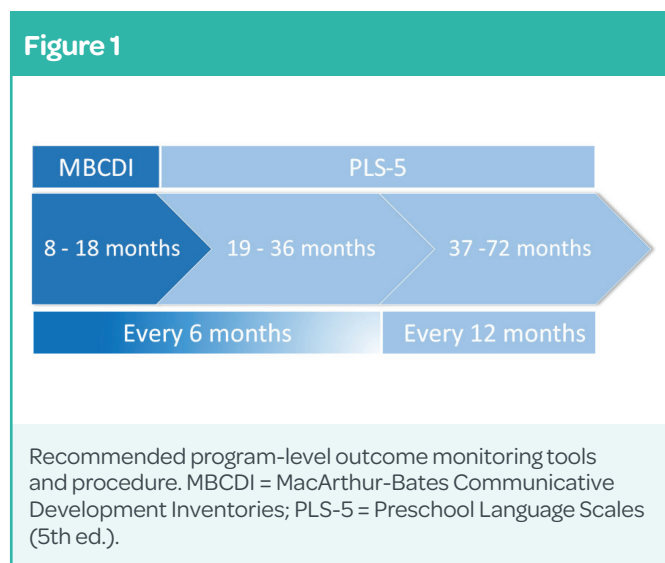 Figure 1
MBCDI PLS-5
8 - 18 months 19 - 36 months 37 -72 months
Every 6 months Every 12 months
Recommended program-level outcome monitoring tools
and procedure. MBCDI = MacArthur-Bates Communicative
Development Inventories; PLS-5 = Preschool Language Scales
(5th ed.).